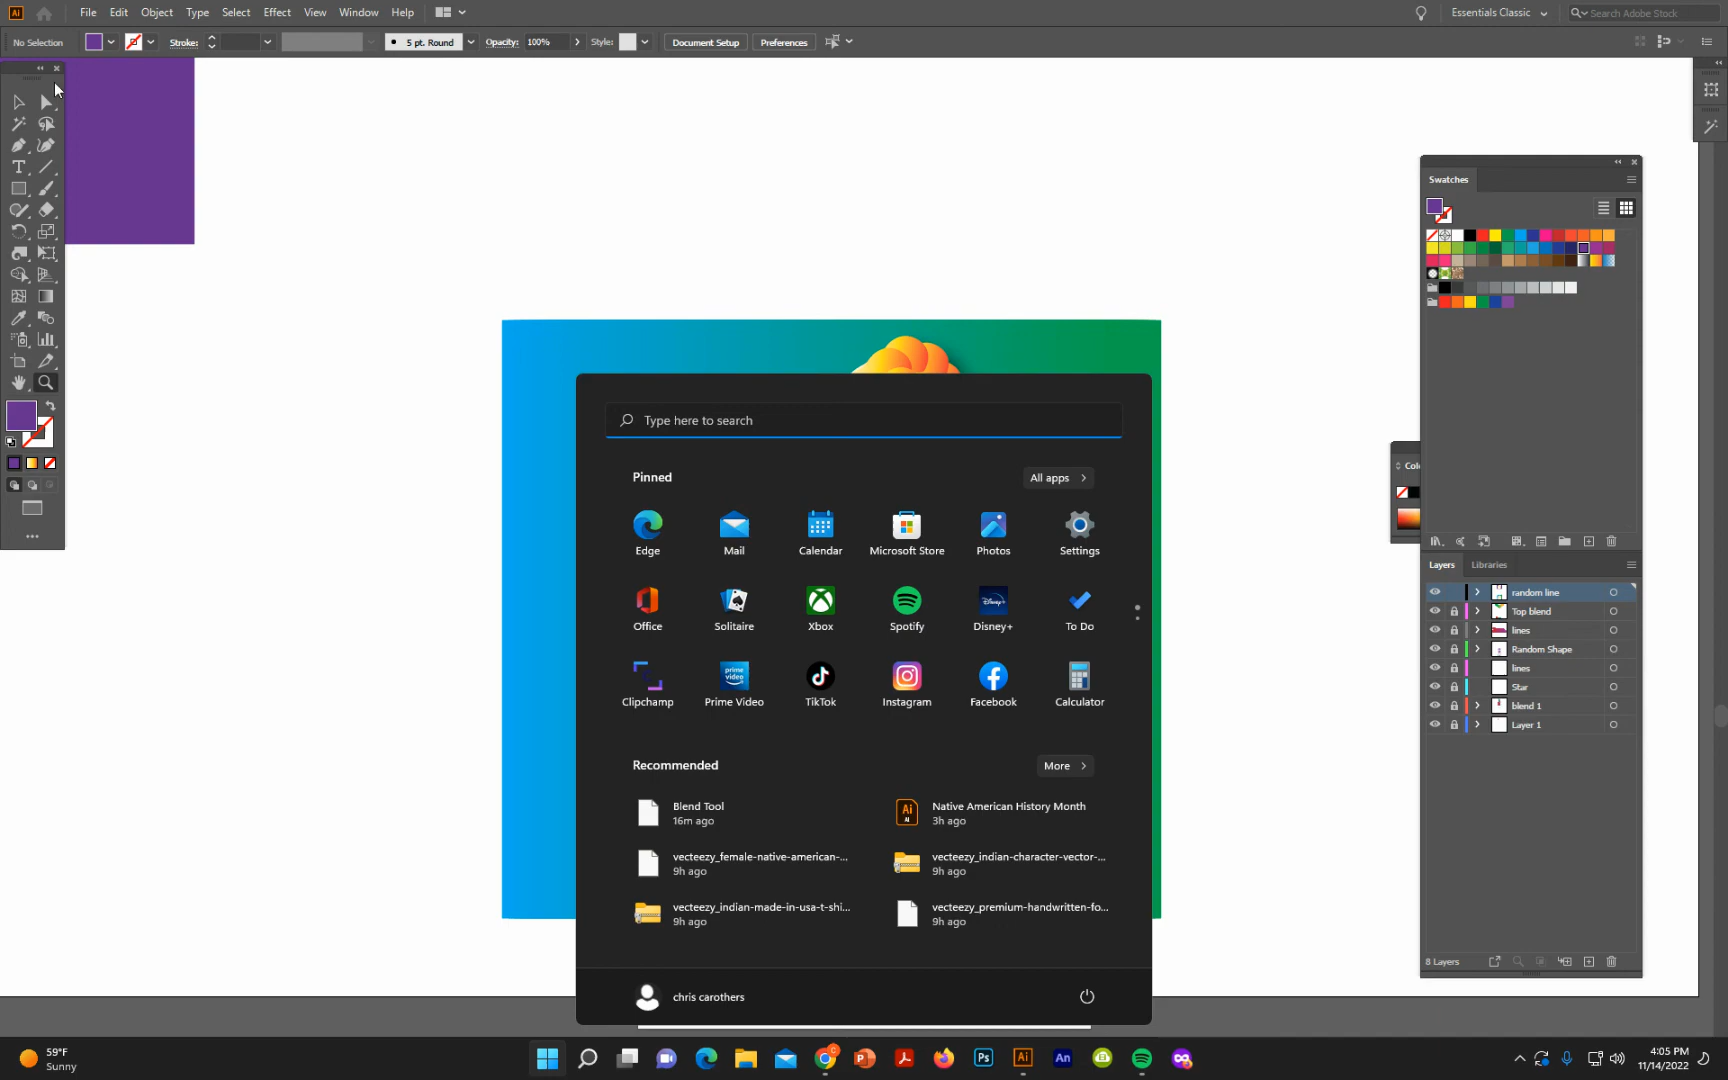 Ai File Edit Object Type Select Effect View Window Help Essentials Classic Search Adobe Stock
No Selection Stroke: 5 pt. Round Opacity: 100% Style: Document Setup Preferences
Swatches
Type here to search
Pinned All apps
Edge Mail Calendar Microsoft Store Photos Settings
Office Solitaire Xbox Spotify Disney+ To Do
Clipchamp Prime Video TikTok Instagram Facebook Calculator
Recommended More
Blend Tool
16m ago
Native American History Month
3h ago
vecteezy_female-native-american-...
9h ago
vecteezy_indian-character-vector-...
9h ago
vecteezy_indian-made-in-usa-t-shi...
9h ago
vecteezy_premium-handwritten-fo...
9h ago
chris carothers
Colo
Layers Libraries
random line
Top blend
lines
Random Shape
lines
Star
blend 1
Layer 1
8 Layers
59°F
Sunny
Ps Ai An
4:05 PM
11/14/2022